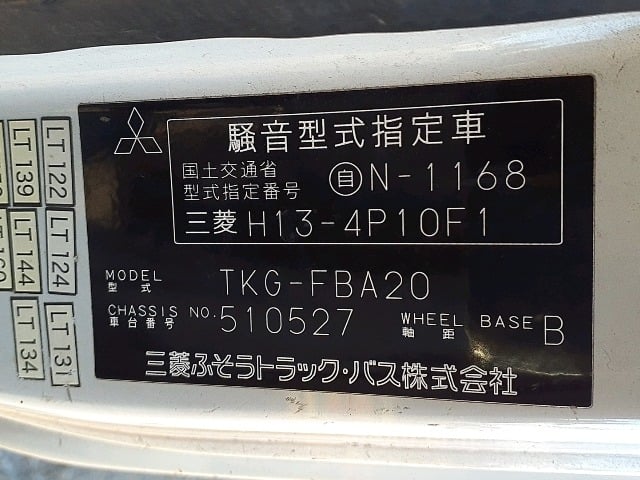 騒音型式指定車
国土交通省
型式指定番号
自N-1168
三菱 H13-4P10F1
MODEL
型式
TKG-FBA20
CHASSIS NO.
車台番号
510527
WHEEL BASE
軸距
B
三菱ふそうトラック・バス株式会社
LT 139
LT 122
LT 144
LT 124
LT 134
LT 131